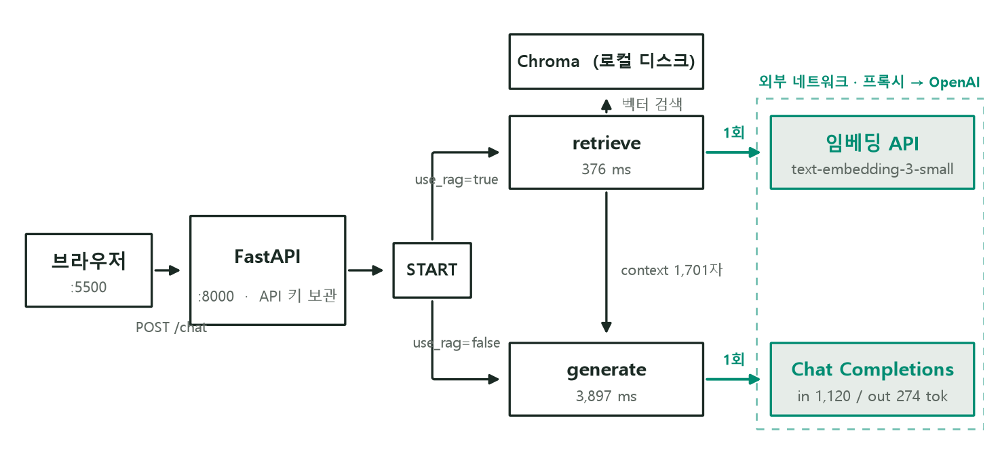 Chroma (로컬 디스크)
외부 네트워크 · 프록시 → OpenAI
벡터 검색
retrieve
376 ms
1회
임베딩 API
text-embedding-3-small
use_rag=true
브라우저
:5500
POST /chat
FastAPI
:8000 · API 키 보관
START
context 1,701자
use_rag=false
generate
3,897 ms
1회
Chat Completions
in 1,120 / out 274 tok